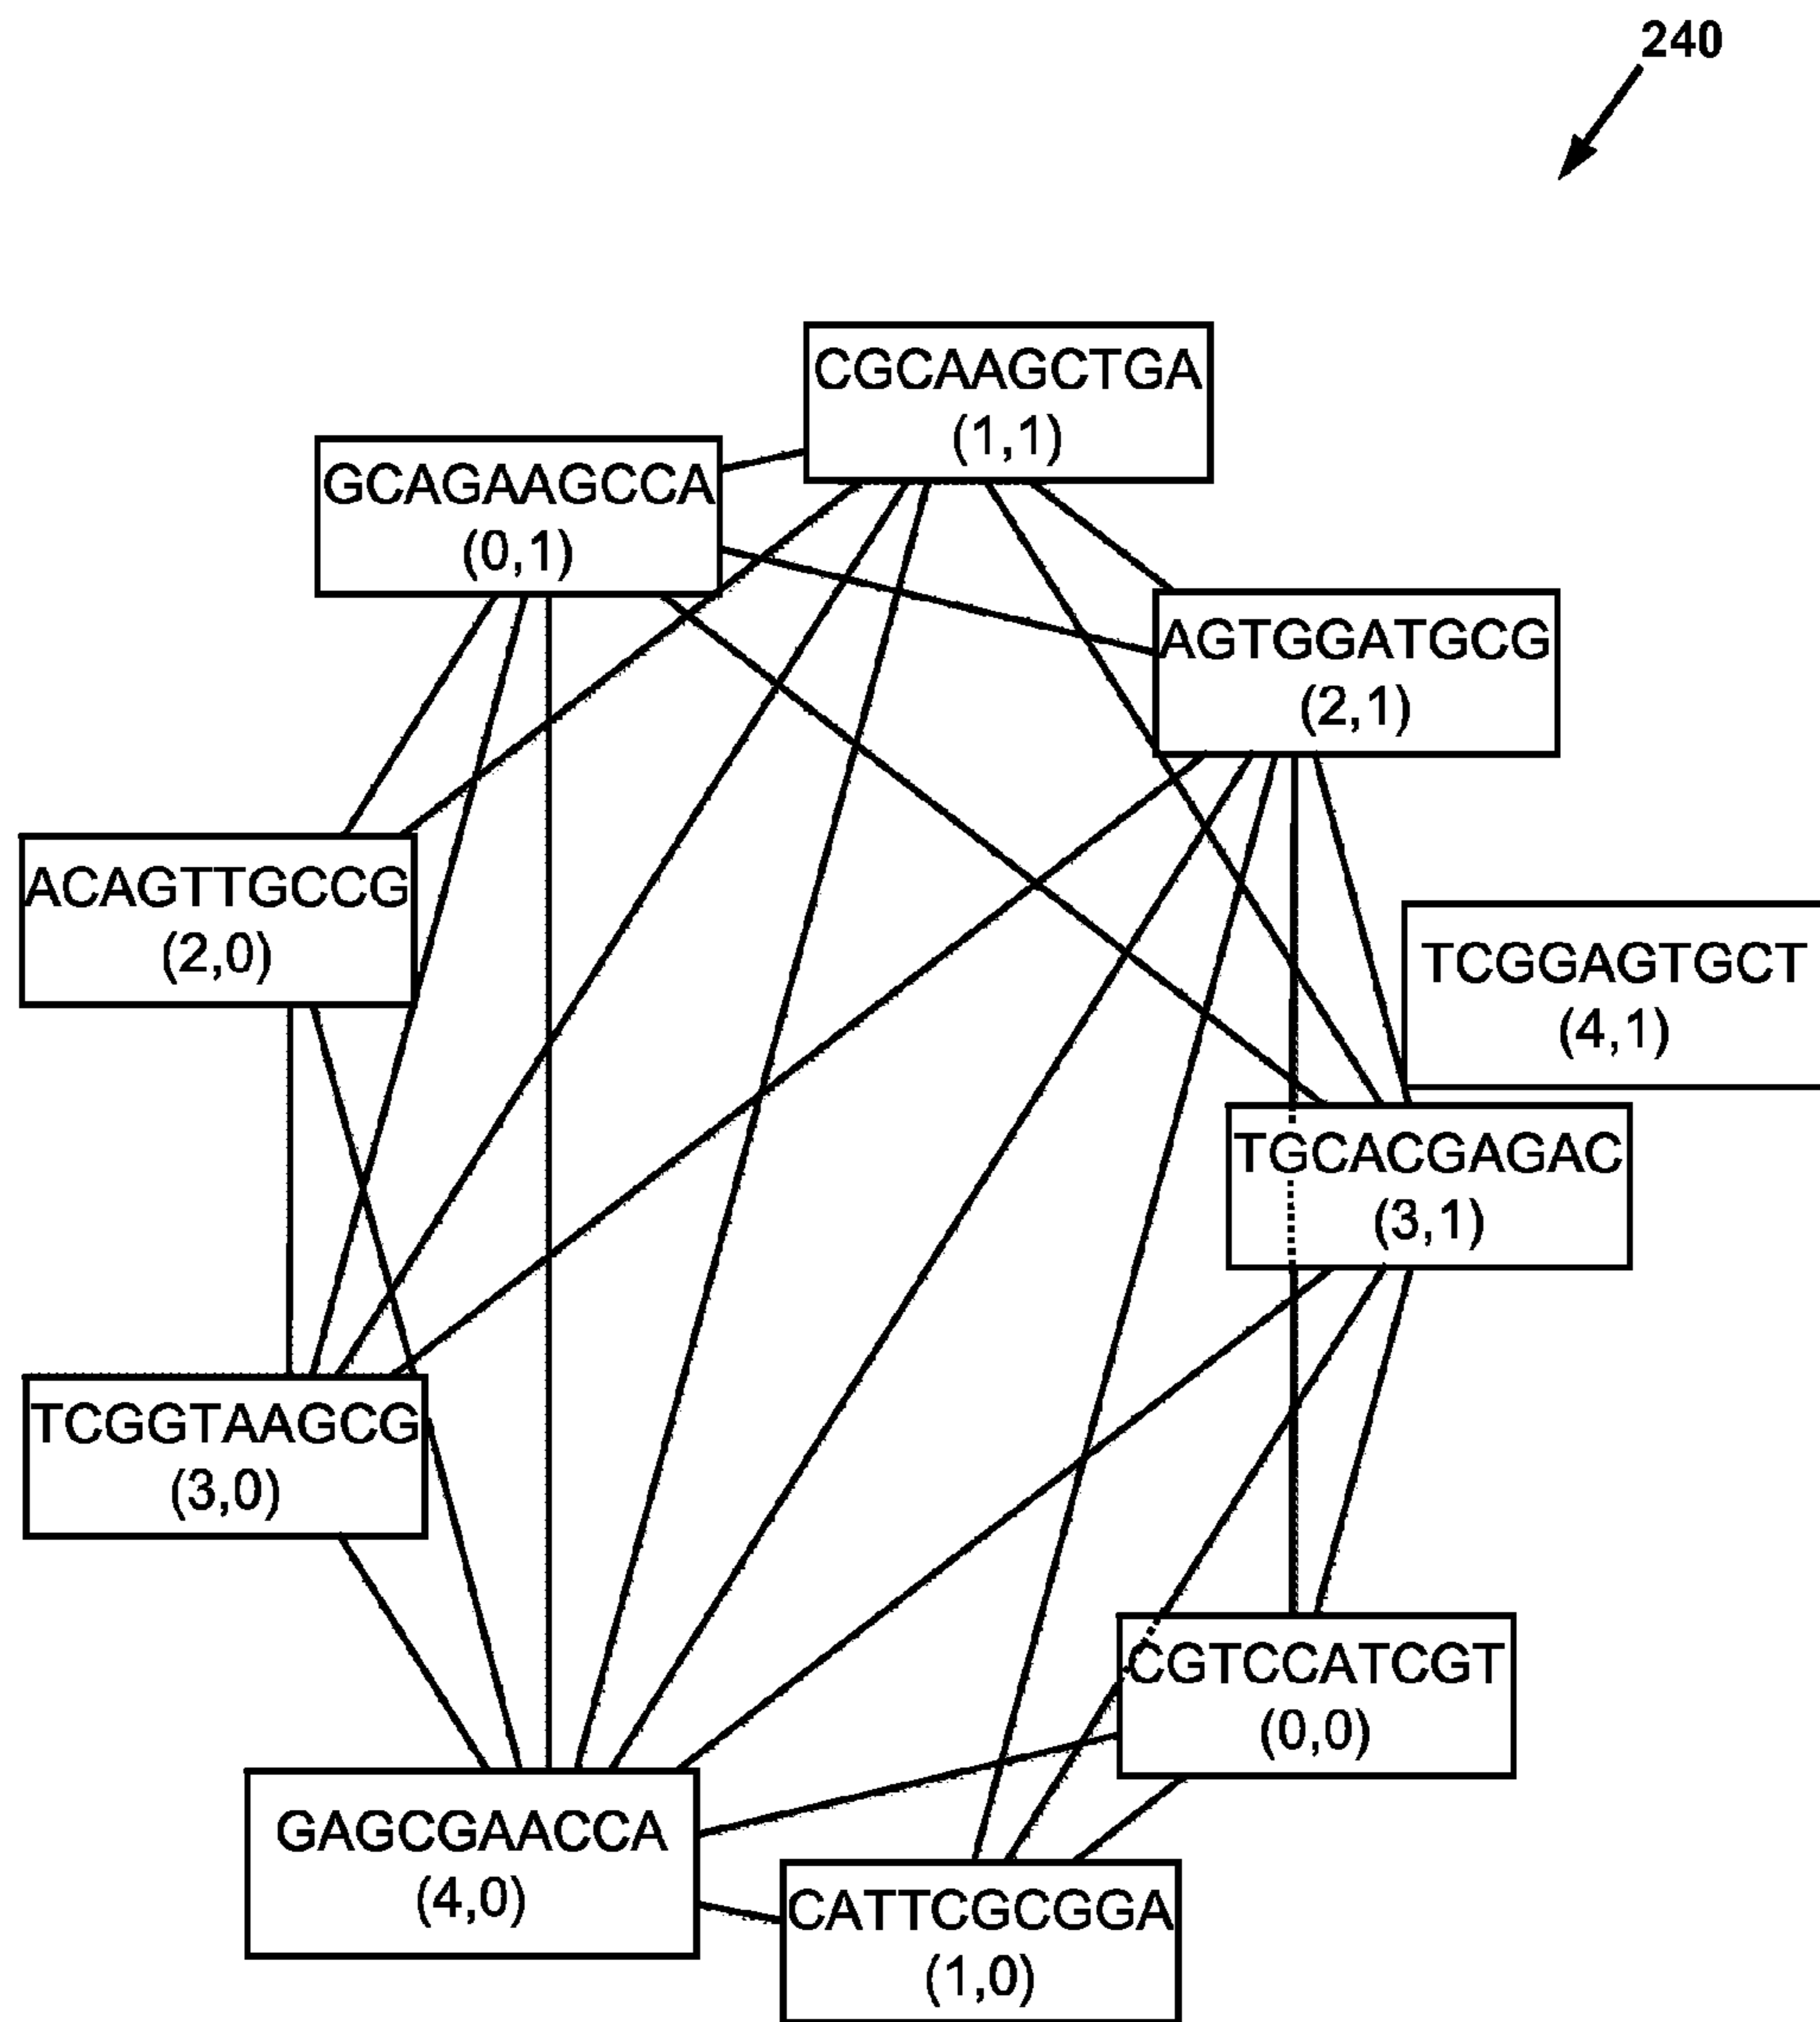 240
CGCAAGCTGA
(1,1)
GCAGAAGCCA
(0,1)
AGTGGATGCG
(2,1)
ACAGTTGCCG
(2,0)
TCGGAGTGCT
(4,1)
TGCACGAGAC
(3,1)
TCGGTAAGCG
(3,0)
CGTCCATCGT
(0,0)
GAGCGAACCA
(4,0)
CATTCGCGGA
(1,0)